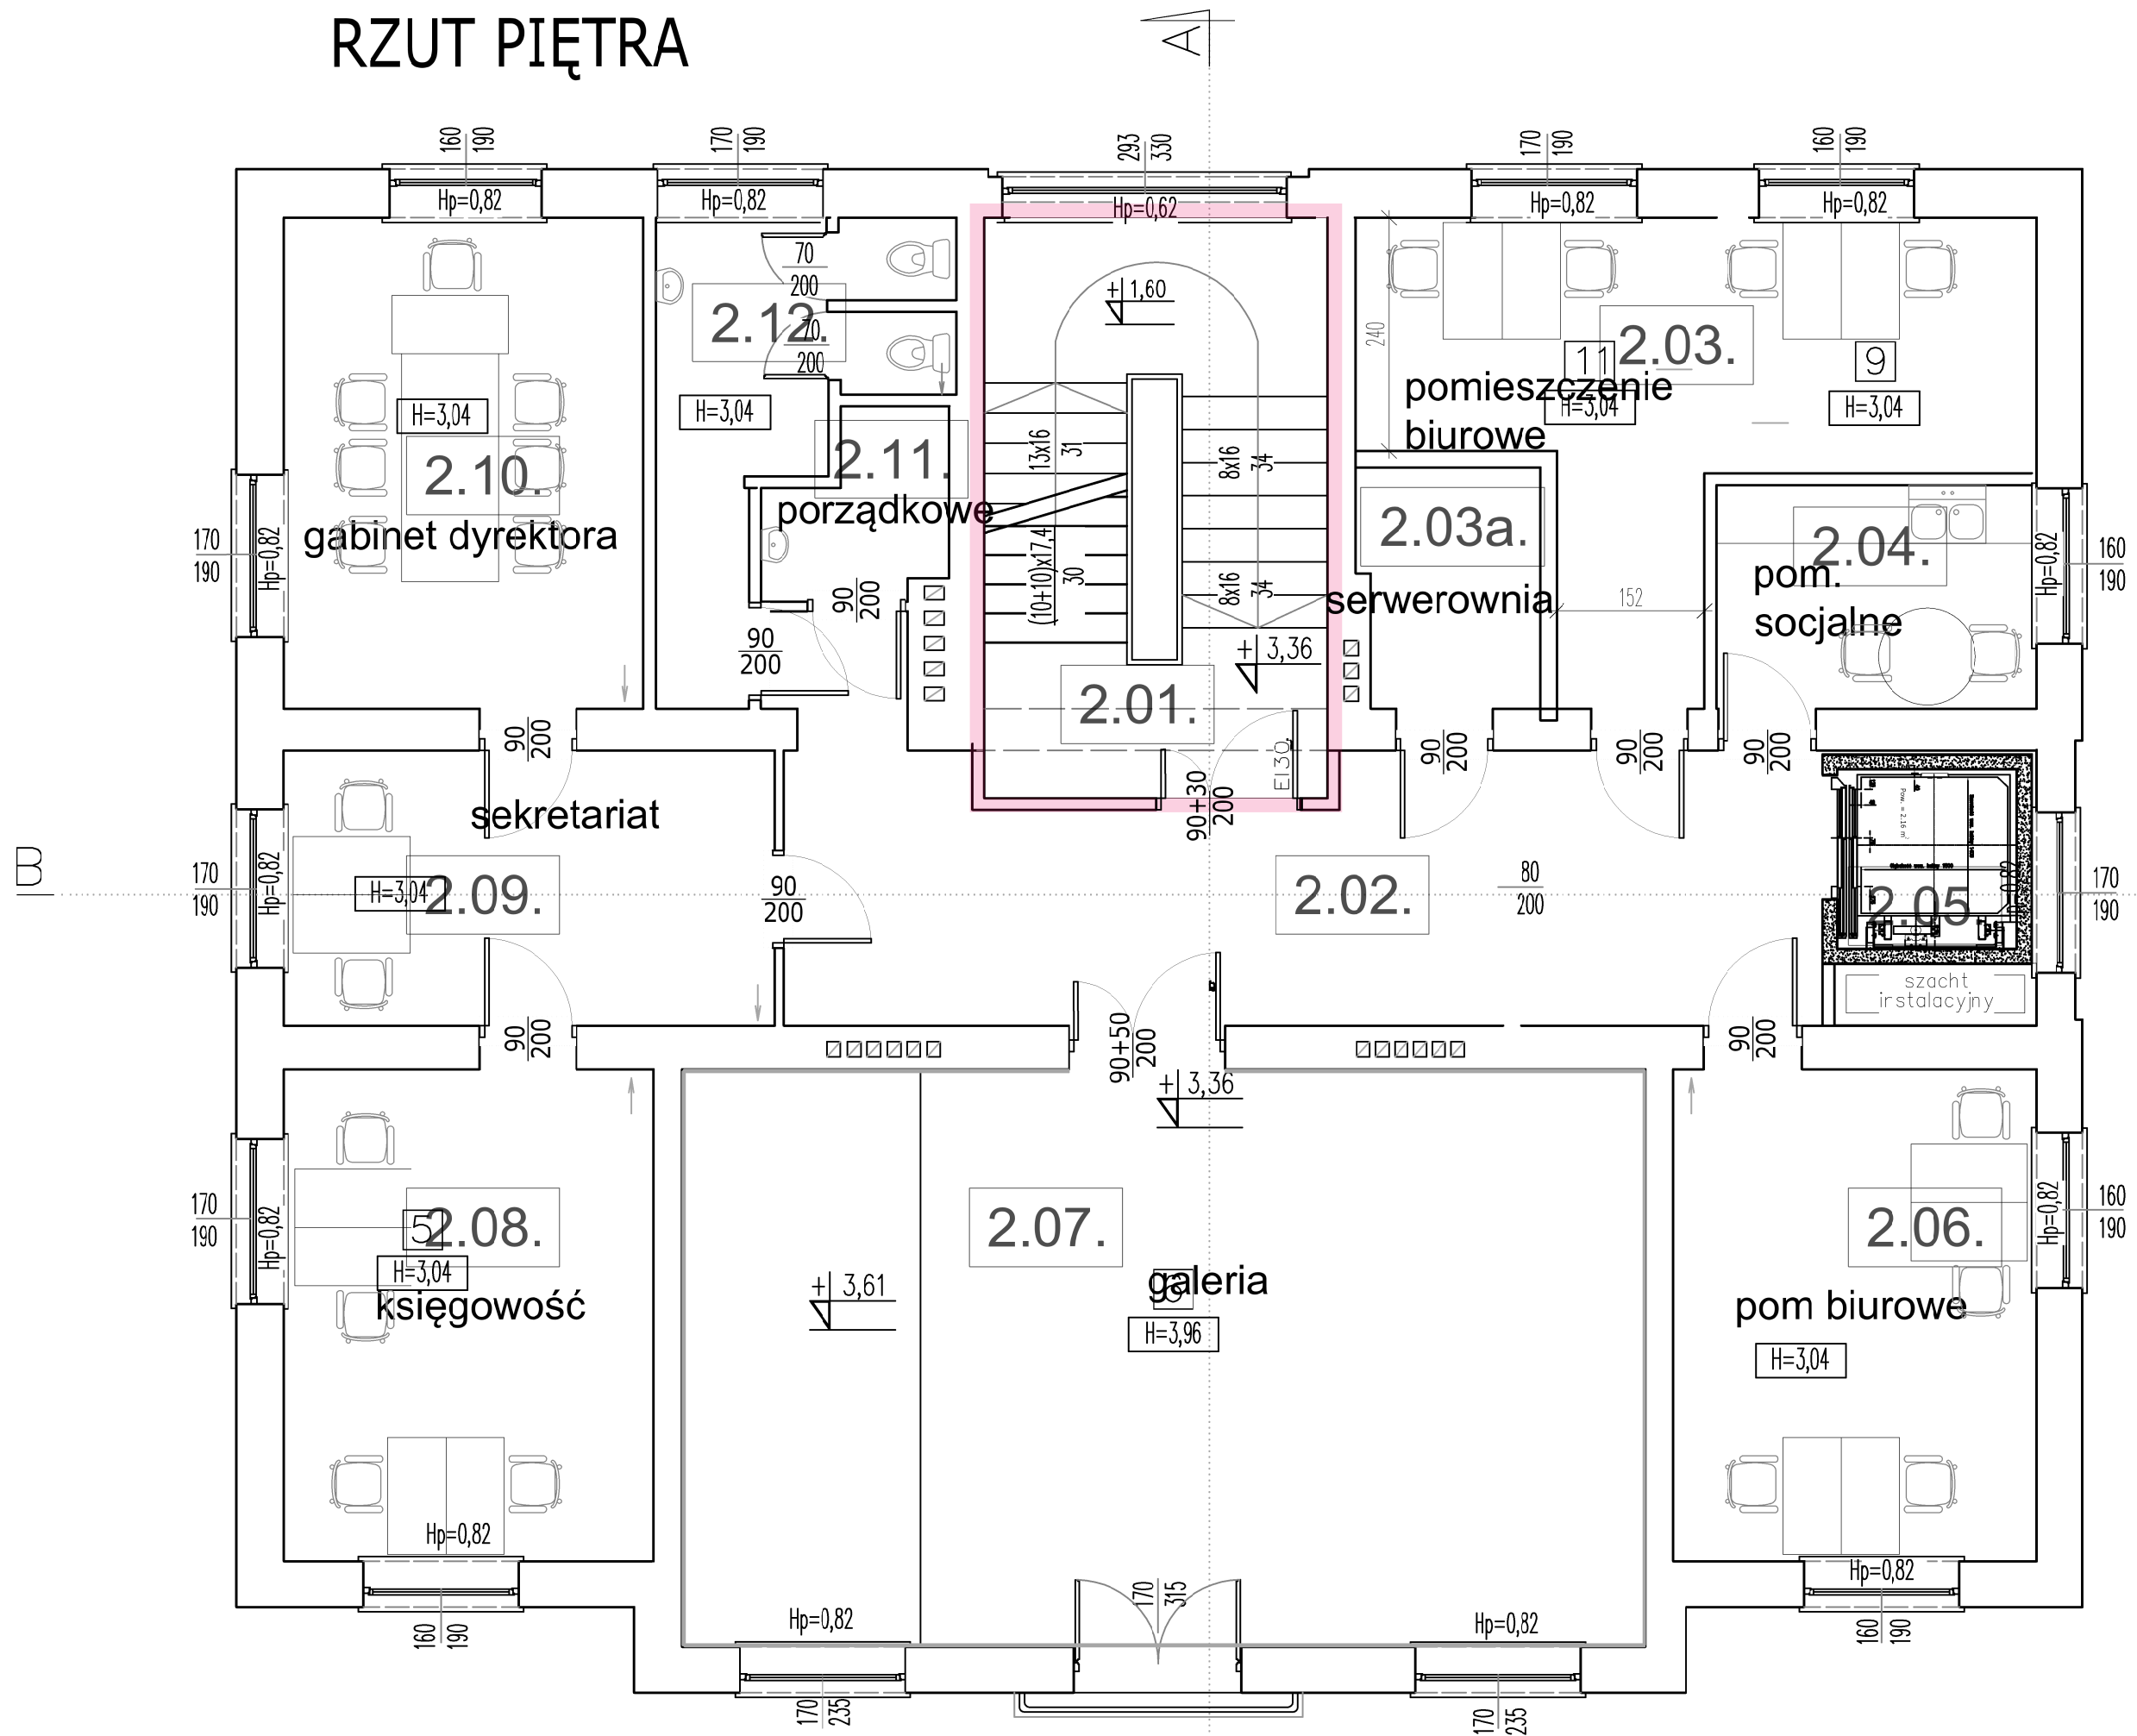 RZUT PIĘTRA
A
160
190
170
190
293
330
170
190
160
190
Hp=0,82
Hp=0,82
Hp=0,62
Hp=0,82
Hp=0,82
70
200
+1,60
2.12.
70
200
240
2.03.
11
9
pomieszczenie
biurowe
H=3,04
H=3,04
H=3,04
H=3,04
2.10.
gabinet dyrektora
2.11.
porządkowe
13x16
31
8x16
34
(10+10)x17,4
30
8x16
34
2.03a.
serwerownia
152
2.04.
pom.
socjalne
170
190
Hp=0,82
Hp=0,82
160
190
90
200
90
200
+3,36
2.01.
EI30.
90+30
200
90
200
90
200
90
200
90
200
sekretariat
B
170
190
Hp=0,82
H=3,04
2.09.
90
200
2.02.
80
200
Pow. = 2.16 m²
2.05
170
190
szacht
instalacyjny
90
200
90+50
200
90
200
+3,36
170
190
Hp=0,82
5
2.08.
H=3,04
księgowość
2.07.
+3,61
galeria
H=3,96
2.06.
pom biurowe
H=3,04
Hp=0,82
160
190
Hp=0,82
Hp=0,82
Hp=0,82
170
315
Hp=0,82
160
190
170
235
170
235
160
190